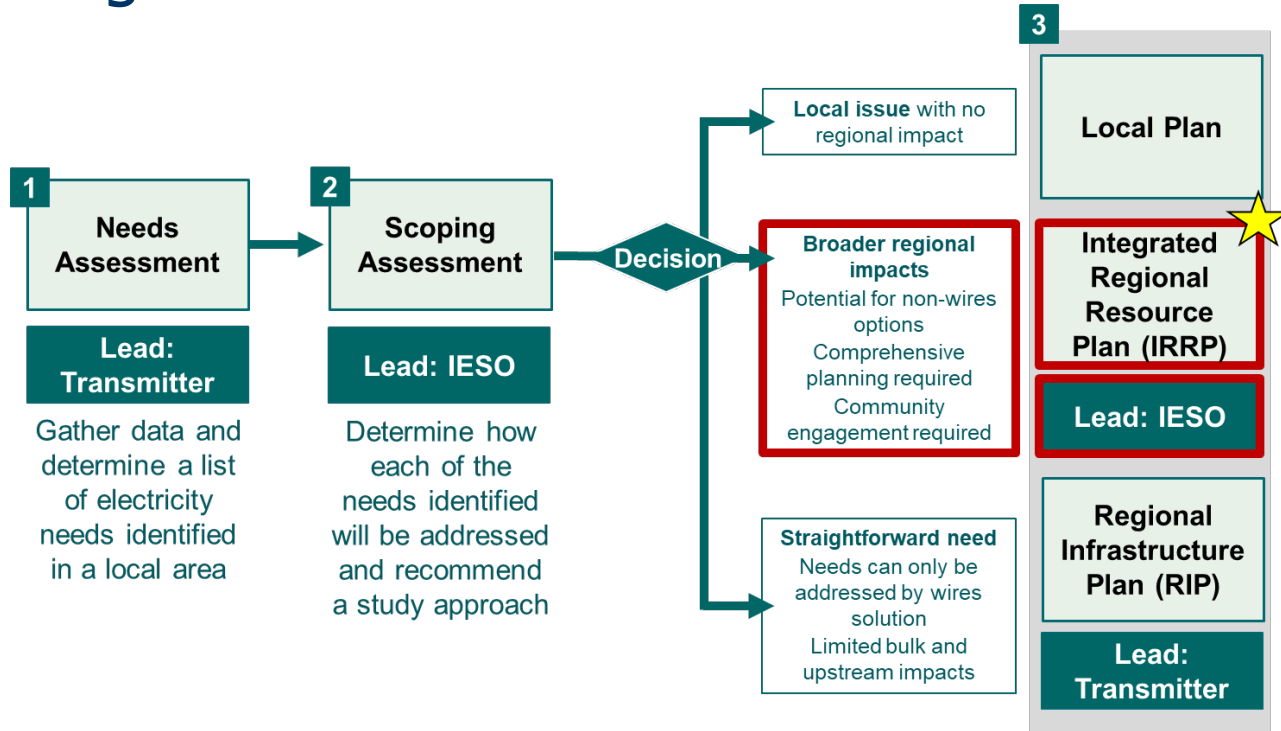 1
Needs
Assessment
Lead:
Transmitter
Gather data and
determine a list
of electricity
needs identified
in a local area
2
Scoping
Assessment
Lead: IESO
Determine how
each of the
needs identified
will be addressed
and recommend
a study approach
Decision
Local issue with no
regional impact
Broader regional
impacts
Potential for non-wires
options
Comprehensive
planning required
Community
engagement required
Straightforward need
Needs can only be
addressed by wires
solution
Limited bulk and
upstream impacts
3
Local Plan
Integrated
Regional
Resource
Plan (IRRP)
Lead: IESO
Regional
Infrastructure
Plan (RIP)
Lead:
Transmitter